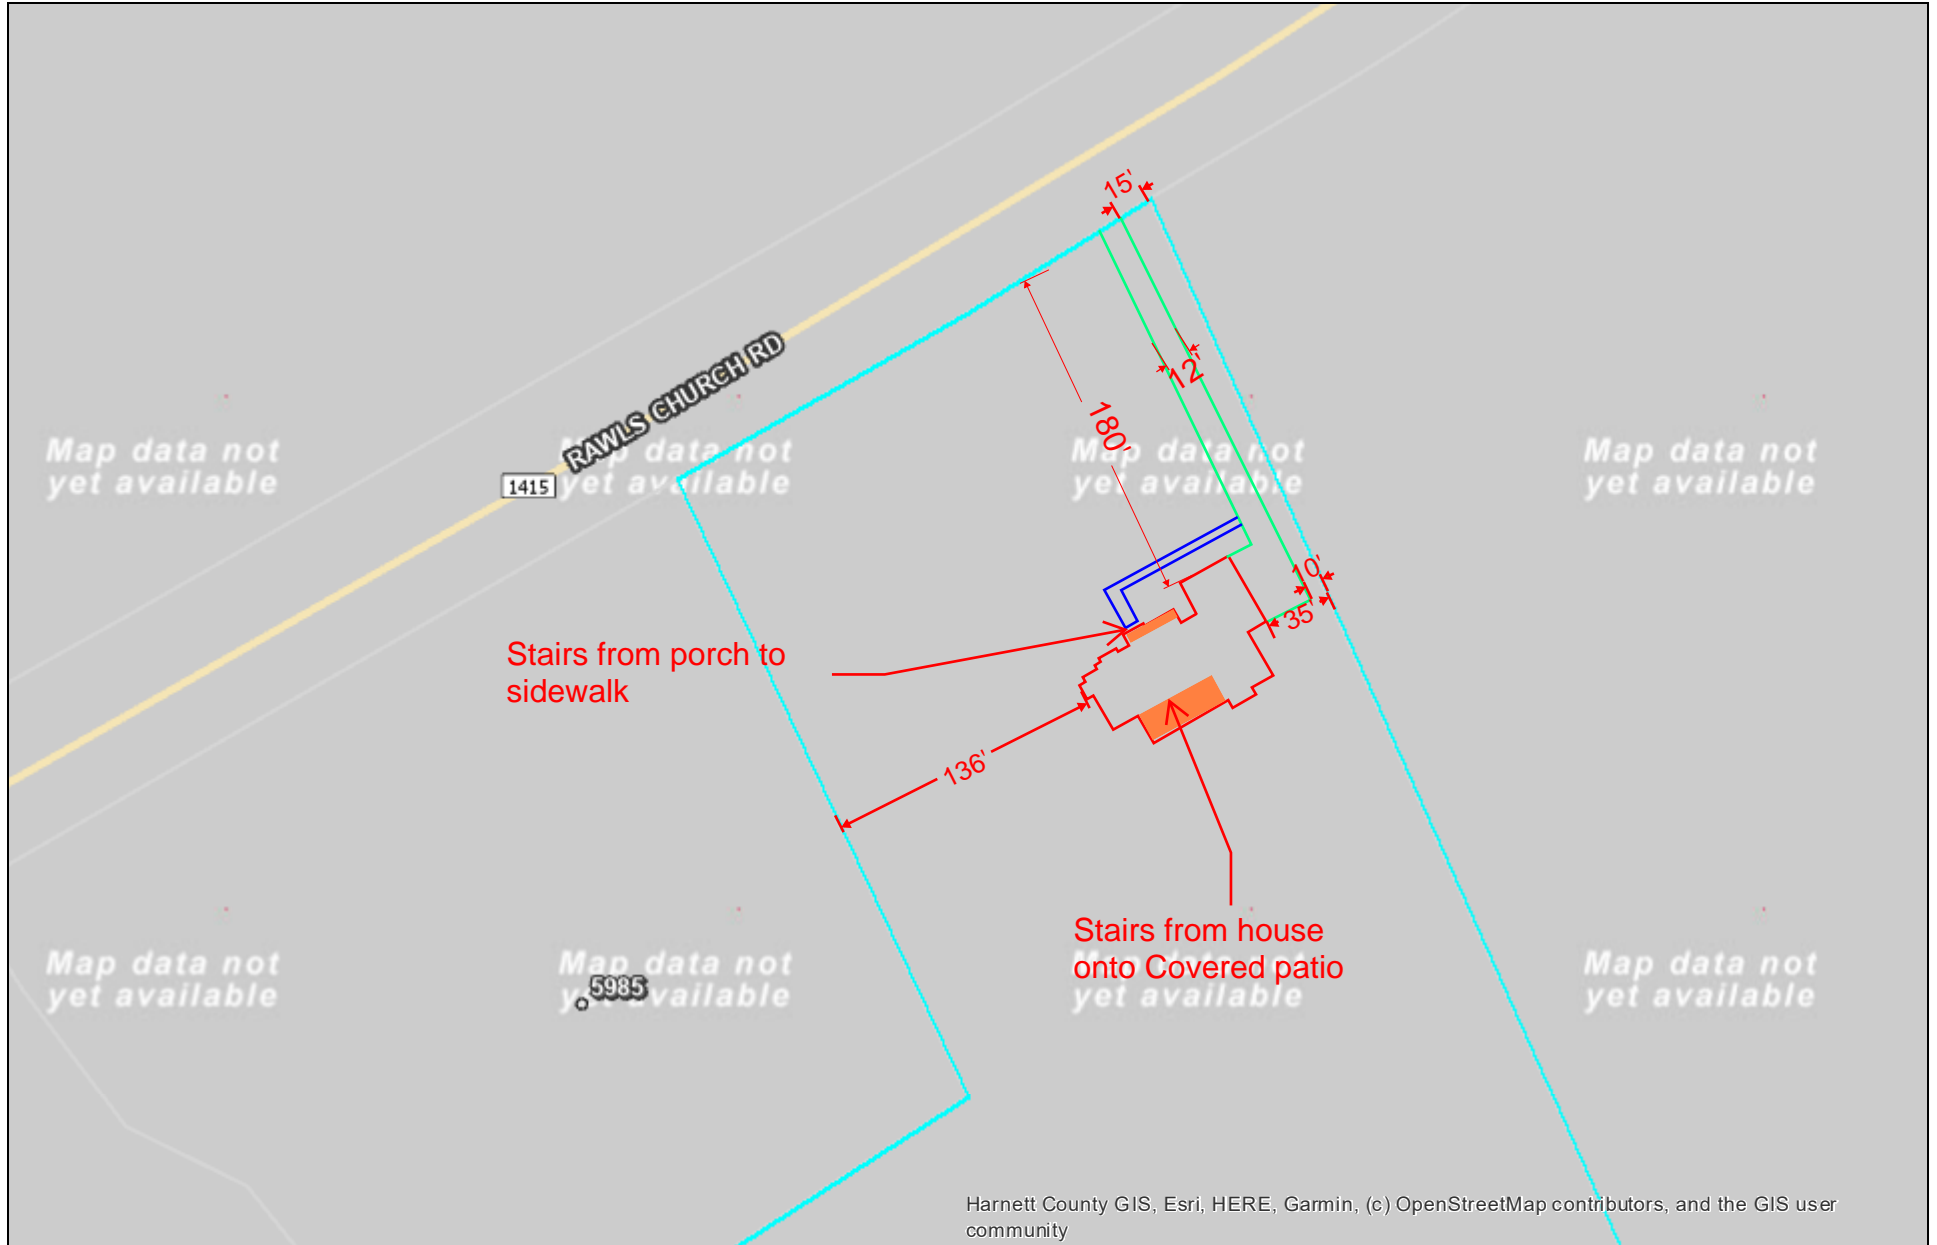 15'
RAWLS CHURCH RD
12'
180'
Map data not
yet available
Map data not
yet available
Map data not
yet available
Map data not
yet available
1415
10'
35'
Stairs from porch to
sidewalk
136'
Stairs from house
onto Covered patio
Map data not
yet available
Map data not
yet available
Map data not
yet available
Map data not
yet available
5985
Harnett County GIS, Esri, HERE, Garmin, (c) OpenStreetMap contributors, and the GIS user
community